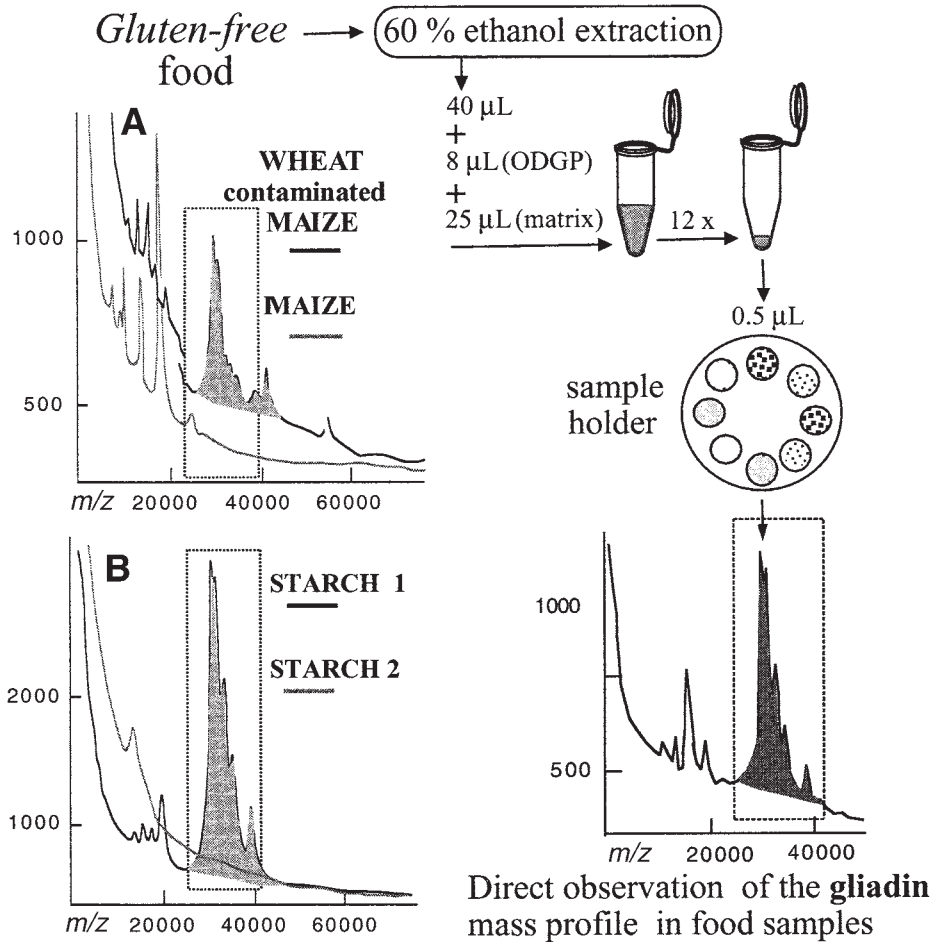 Gluten-free
food
60 % ethanol extraction
40 µL
+
8 µL (ODGP)
+
25 µL (matrix)
12 x
0.5 µL
sample
holder
A
WHEAT
contaminated
MAIZE
MAIZE
1000
500
m/z 20000 40000 60000
B
STARCH 1
STARCH 2
2000
1000
m/z 20000 40000 60000
1000
500
m/z 20000 40000
Direct observation of the gliadin
mass profile in food samples